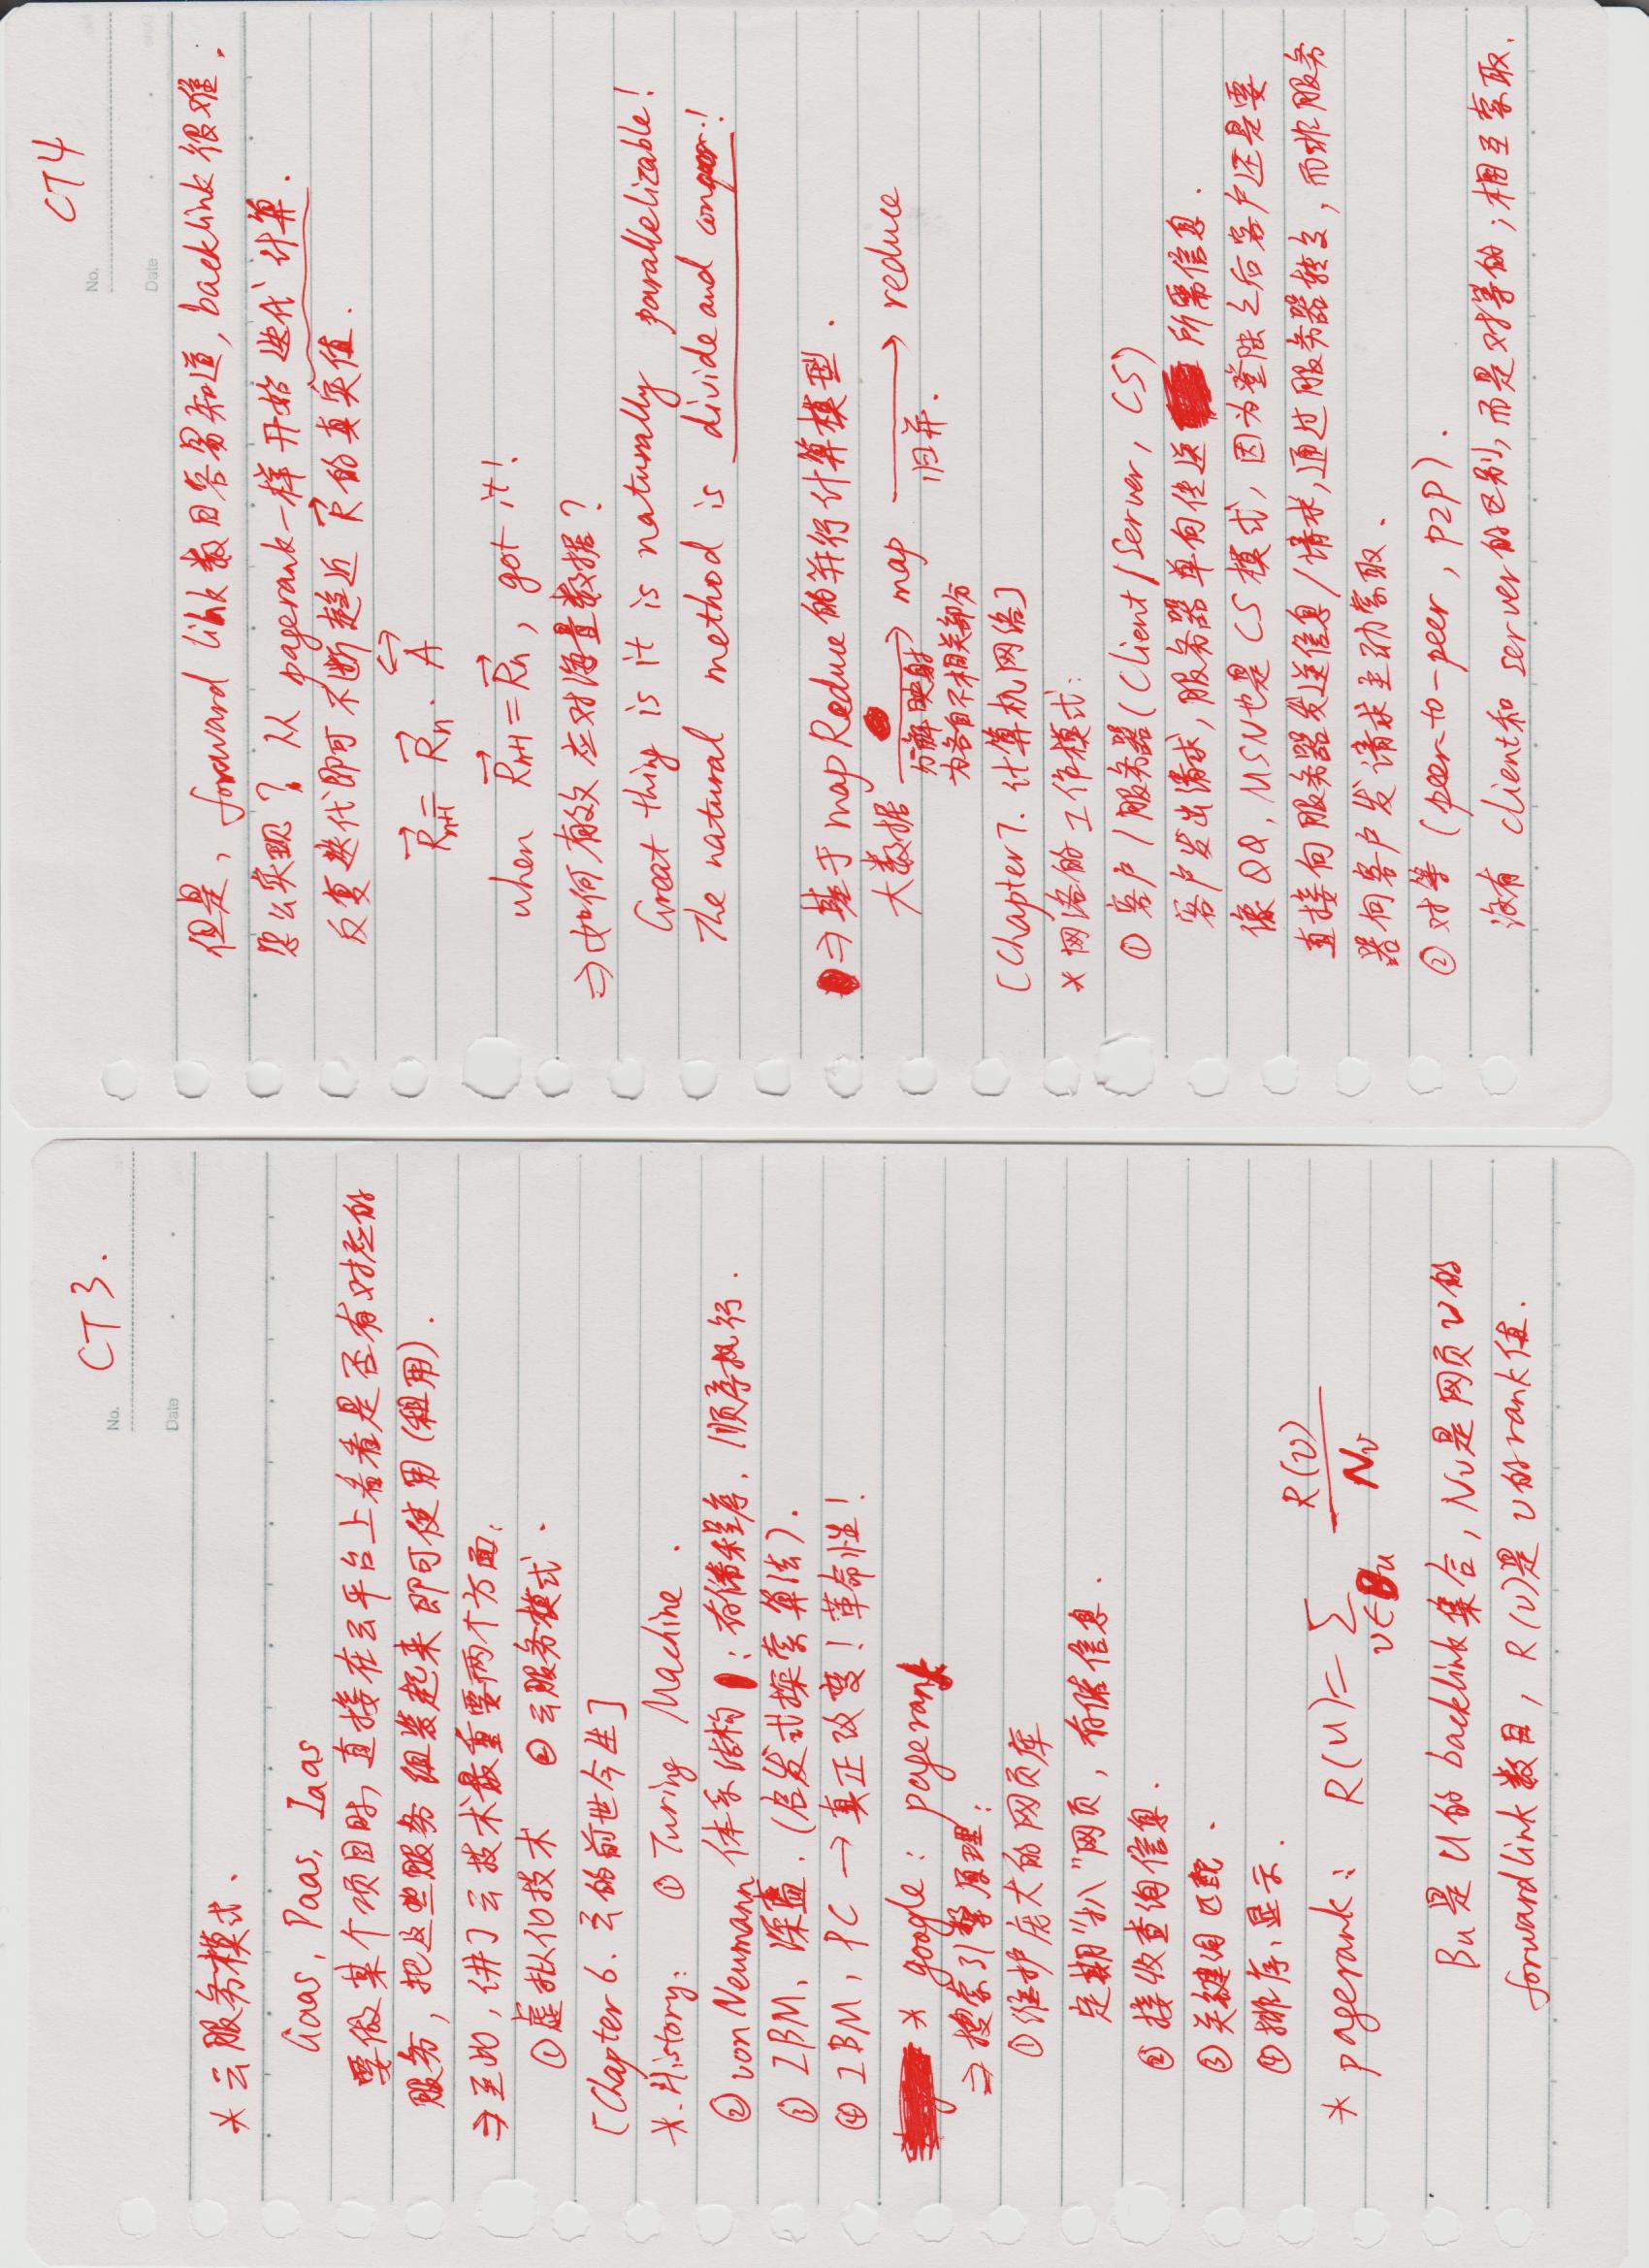 CT3.
No.
Date
* 云服务模式.
Gaas, Paas, Iaas
要做某个项目时, 直接在云平台上看看是否有对应的
服务, 把这些服务组装起来即可使用(租用).
⇒至此, 讲了云技术最重要两个方面:
①虚拟化技术 ②云服务模式.
[Chapter 6. 云的前世今生]
*. History: ① Turing Machine.
② von Neumann 体系结构: 存储程序, 顺序执行.
③ IBM, 深蓝. (启发式探索算法).
④ IBM, PC → 真正改变! 革命性!
* google: pagerank
⇒ 搜索引擎原理:
①维护庞大的网页库
定期"扒"网页, 存储信息.
②接收查询信息.
③关键词匹配.
④排序, 显示.
* pagerank: R(u)= ∑_{v∈Bu} R(v)/Nv
Bu是u的backlink集合, Nv是网页v的
forwardlink数目, R(v)是v的rank值.
CT4
No.
Date
但是, forward link数目容易知道, backlink很难.
怎么实现? 从pagerank一样开始迭代计算.
反复迭代即可不断趋近 R⃗ 的真实值.
R⃗n+1 = R⃗n · A⃡
when R⃗n+1 = R⃗n, got it!
⇒如何有效应对海量数据?
Great thing is it is naturally parallelizable!
The natural method is divide and conquer!
⇒基于mapReduce的并行计算模型.
大数据 → map → reduce
分解映射 归并.
为各自不相关部分
[Chapter7. 计算机网络]
* 网络的工作模式:
① 客户/服务器(Client/Server, CS)
客户发出请求, 服务器单向传送所需信息.
像QQ, MSN也是CS模式, 因为登陆之后客户还是要
直接向服务器发送信息/请求, 通过服务器转交, 而非服务
器向客户发请求主动索取.
② 对等 (peer-to-peer, p2p).
没有client和server的区别, 而是对等的; 相互索取.